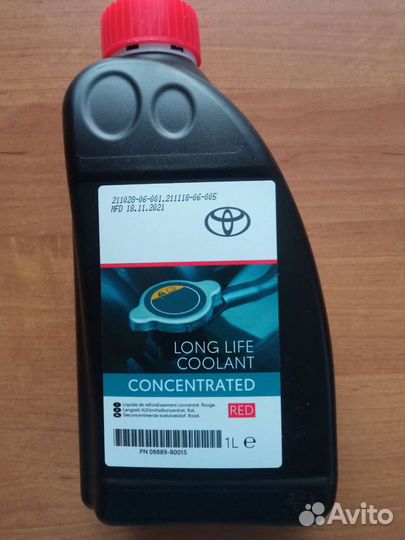 211028-06-001.211118-06-005
MFD 18.11.2021
LONG LIFE
COOLANT
CONCENTRATED
Liquide de refroidissement concentré. Rouge.
Langzeit Kühlmittelkonzentrat. Rot.
Geconcentreerde koelvloeistof. Rood.
RED
1L e
PN 08889-80015
Avito